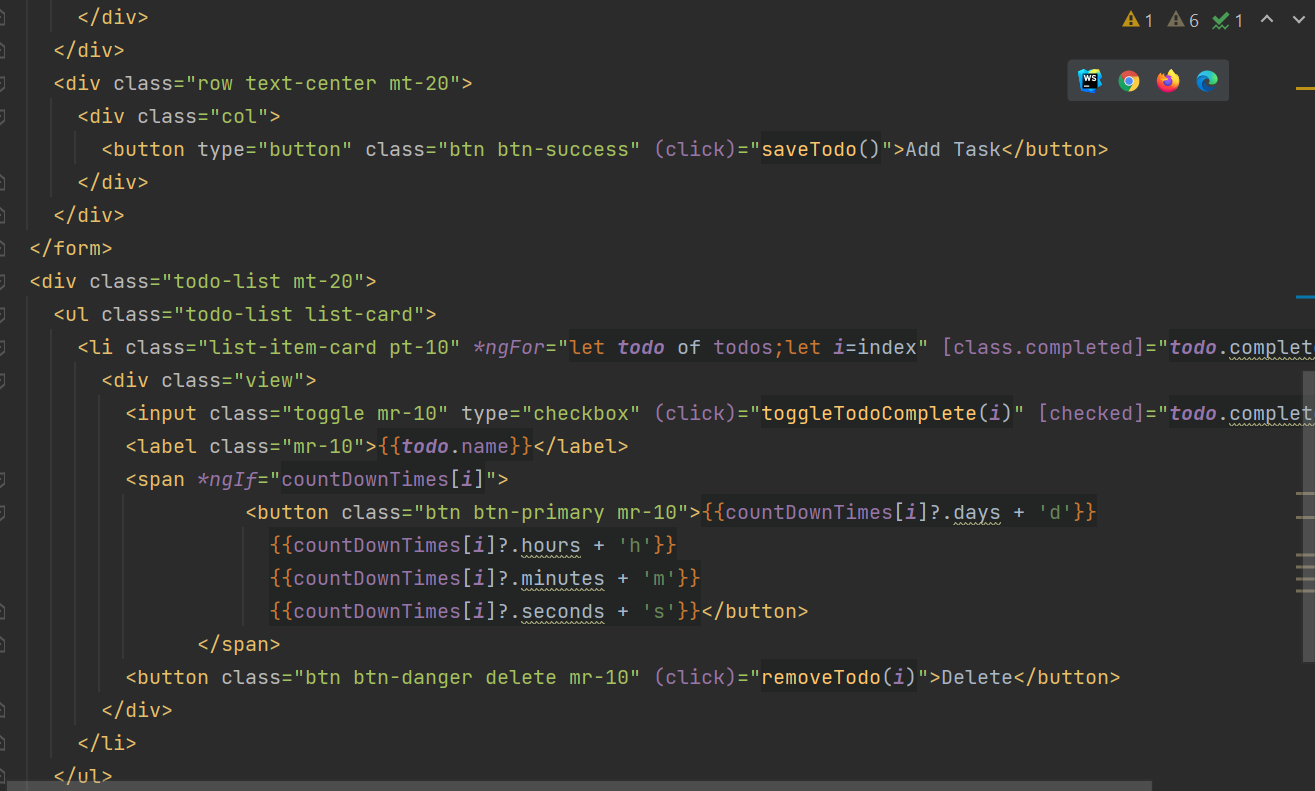 </div>
1 6 1
</div>
<div class="row text-center mt-20">
WS
<div class="col">
<button type="button" class="btn btn-success" (click)="saveTodo()">Add Task</button>
</div>
</div>
</form>
<div class="todo-list mt-20">
<ul class="todo-list list-card">
<li class="list-item-card pt-10" *ngFor="let todo of todos;let i=index" [class.completed]="todo.complet
<div class="view">
<input class="toggle mr-10" type="checkbox" (click)="toggleTodoComplete(i)" [checked]="todo.complet
<label class="mr-10">{{todo.name}}</label>
<span *ngIf="countDownTimes[i]">
<button class="btn btn-primary mr-10">{{countDownTimes[i]?.days + 'd'}}
{{countDownTimes[i]?.hours + 'h'}}
{{countDownTimes[i]?.minutes + 'm'}}
{{countDownTimes[i]?.seconds + 's'}}</button>
</span>
<button class="btn btn-danger delete mr-10" (click)="removeTodo(i)">Delete</button>
</div>
</li>
</ul>